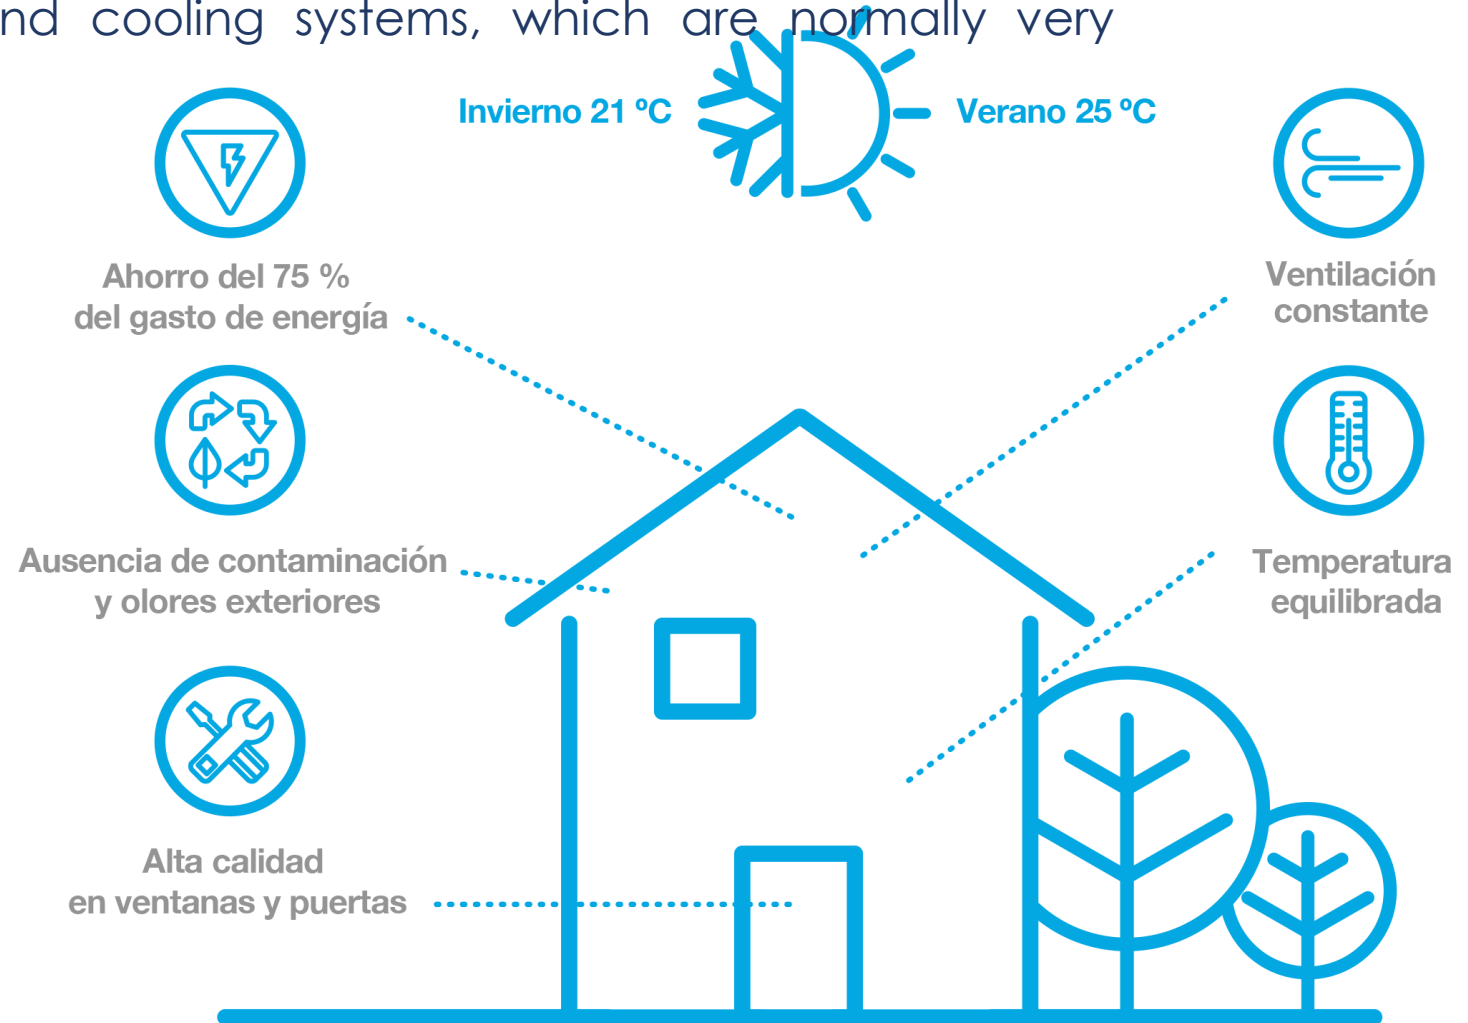 nd cooling systems, which are normally very
Invierno 21 ºC
Verano 25 ºC
Ahorro del 75 %
del gasto de energía
Ventilación
constante
Ausencia de contaminación
y olores exteriores
Temperatura
equilibrada
Alta calidad
en ventanas y puertas